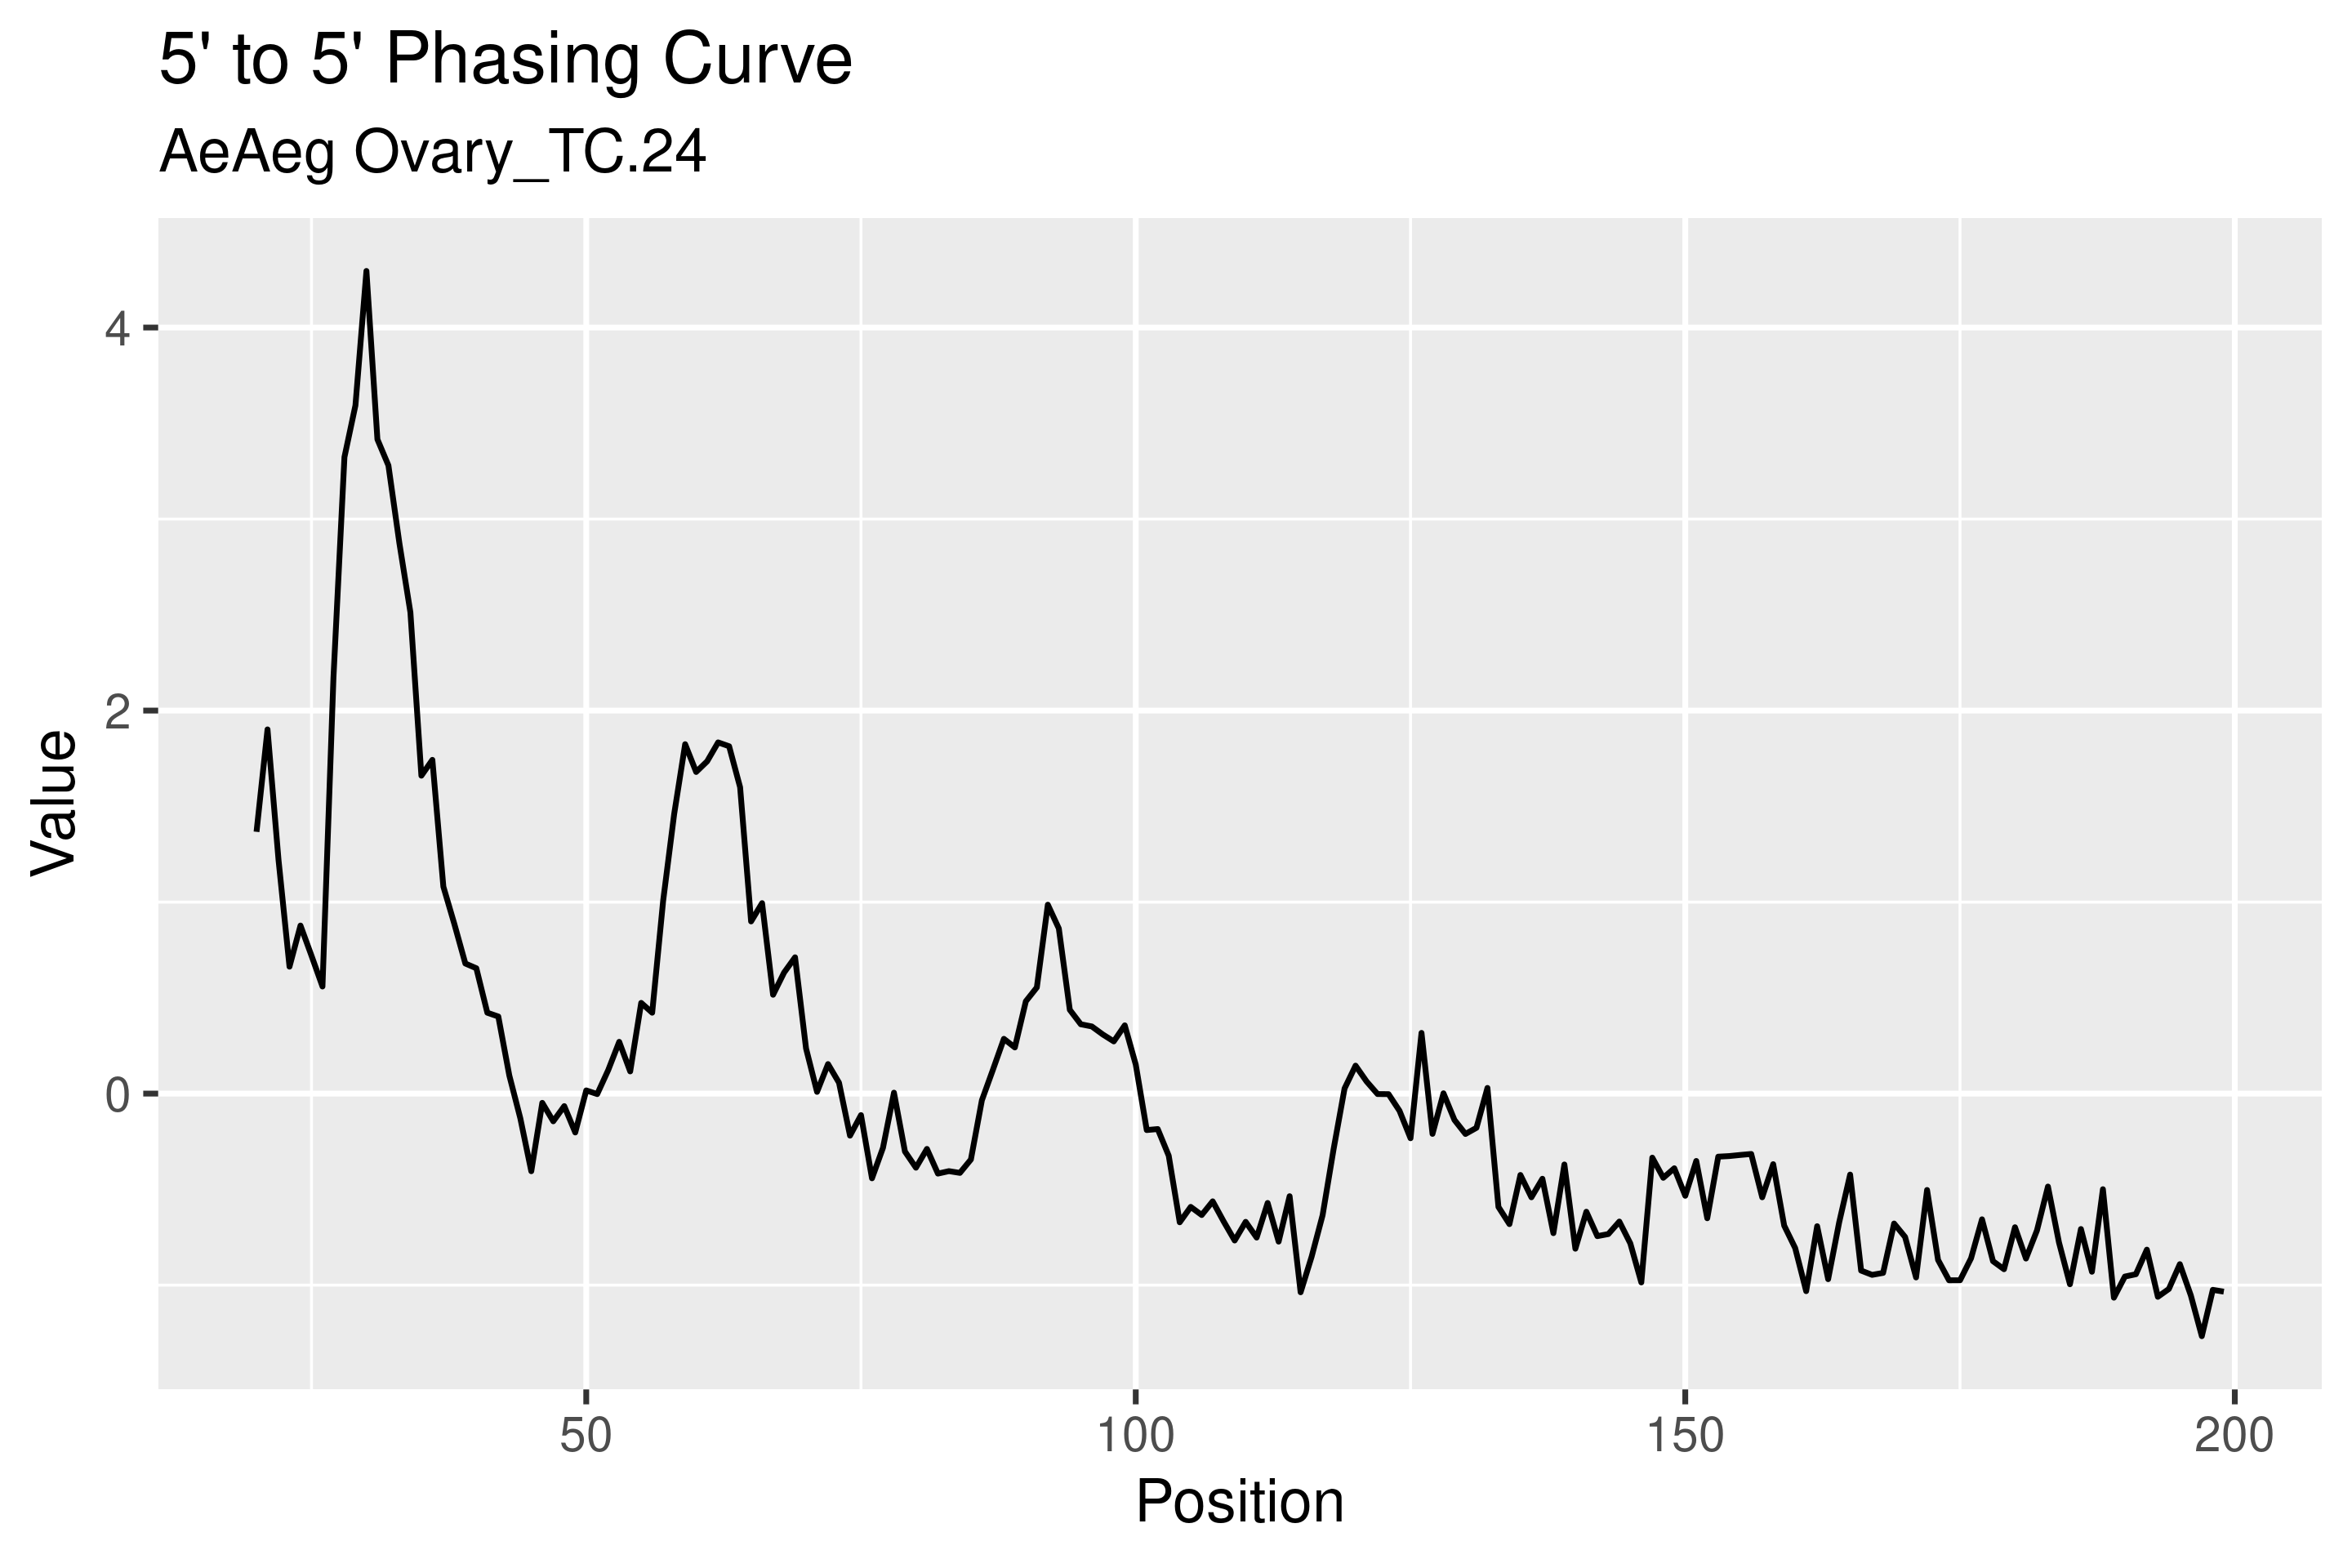 5' to 5' Phasing Curve
AeAeg Ovary_TC.24
4
2
0
Value
50 100 150 200
Position